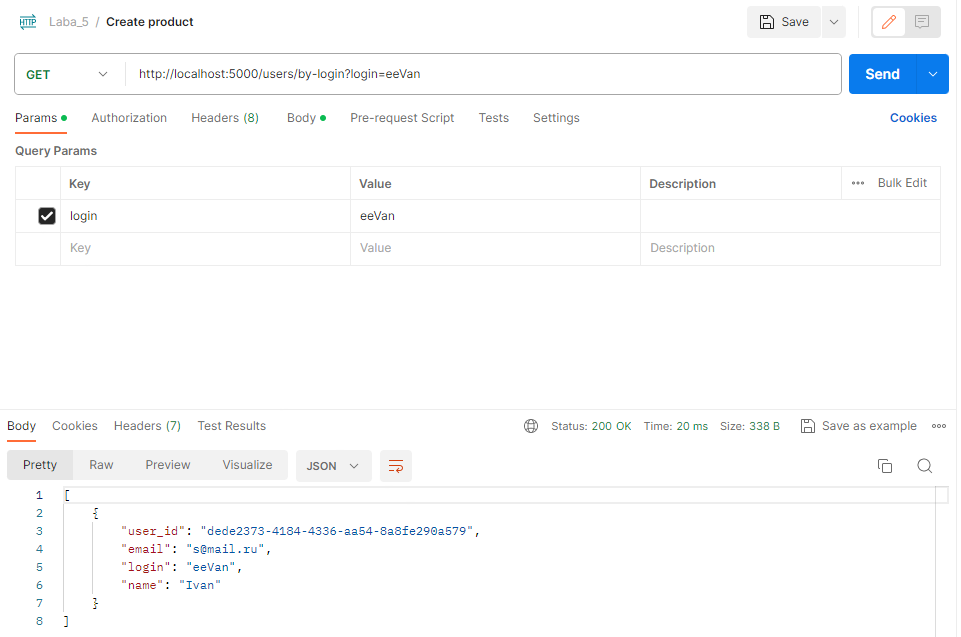 HTTP Laba_5 / Create product Save
GET http://localhost:5000/users/by-login?login=eeVan Send
Params Authorization Headers (8) Body Pre-request Script Tests Settings Cookies
Query Params
Key Value Description ••• Bulk Edit
login eeVan
Key Value Description
Body Cookies Headers (7) Test Results Status: 200 OK Time: 20 ms Size: 338 B Save as example
Pretty Raw Preview Visualize JSON
1 [
2 {
3 "user_id": "dede2373-4184-4336-aa54-8a8fe290a579",
4 "email": "s@mail.ru",
5 "login": "eeVan",
6 "name": "Ivan"
7 }
8 ]